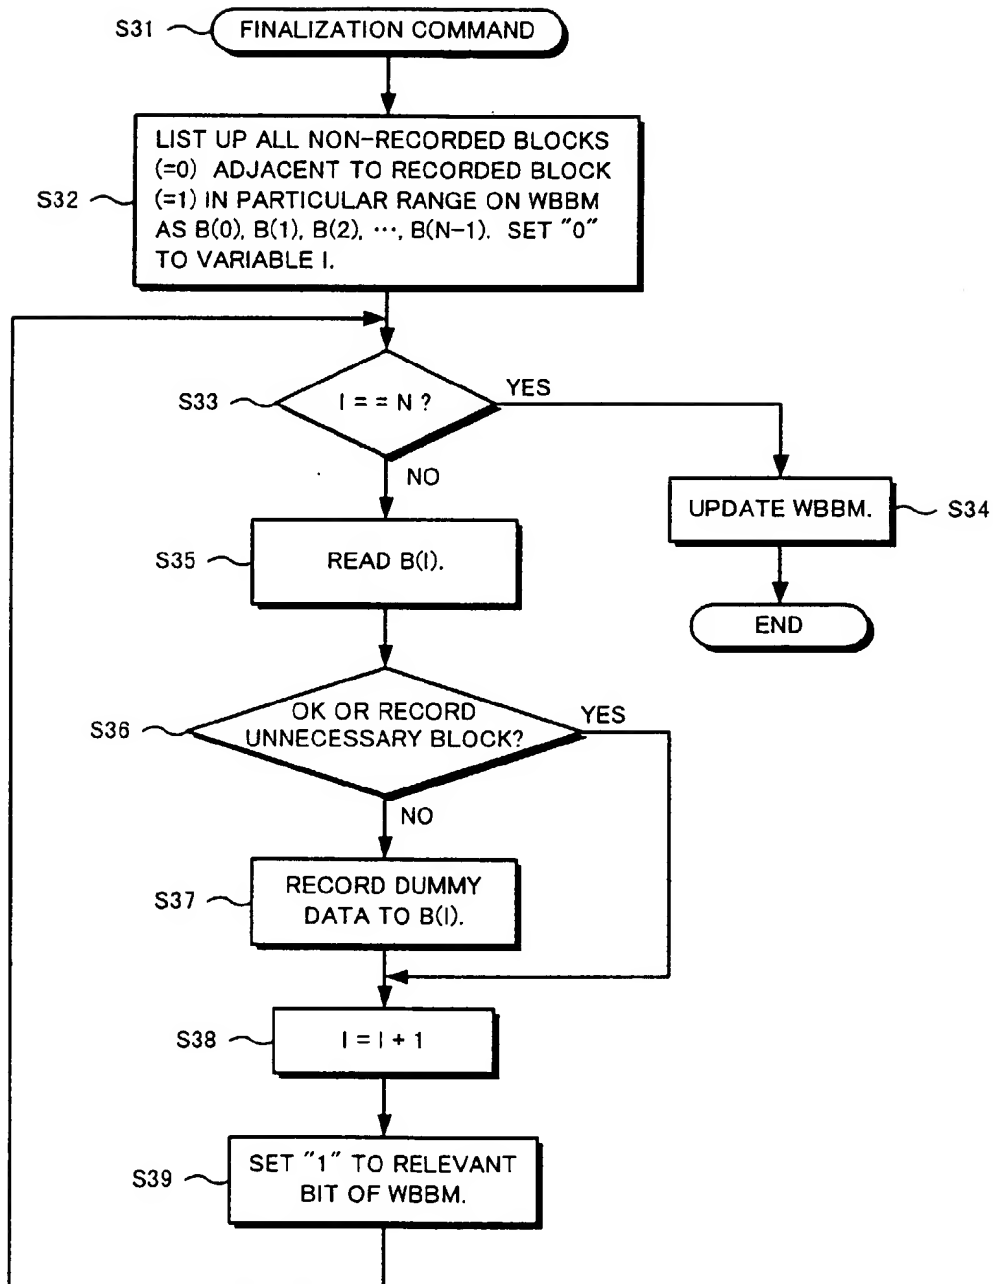 S31
FINALIZATION COMMAND
S32
LIST UP ALL NON-RECORDED BLOCKS
(=0) ADJACENT TO RECORDED BLOCK
(=1) IN PARTICULAR RANGE ON WBBM
AS B(0), B(1), B(2), ⋯, B(N-1). SET "0"
TO VARIABLE I.
S33
I = = N ?
YES
NO
UPDATE WBBM.
S34
S35
READ B(I).
END
S36
OK OR RECORD
UNNECESSARY BLOCK?
YES
NO
S37
RECORD DUMMY
DATA TO B(I).
S38
I = I + 1
S39
SET "1" TO RELEVANT
BIT OF WBBM.